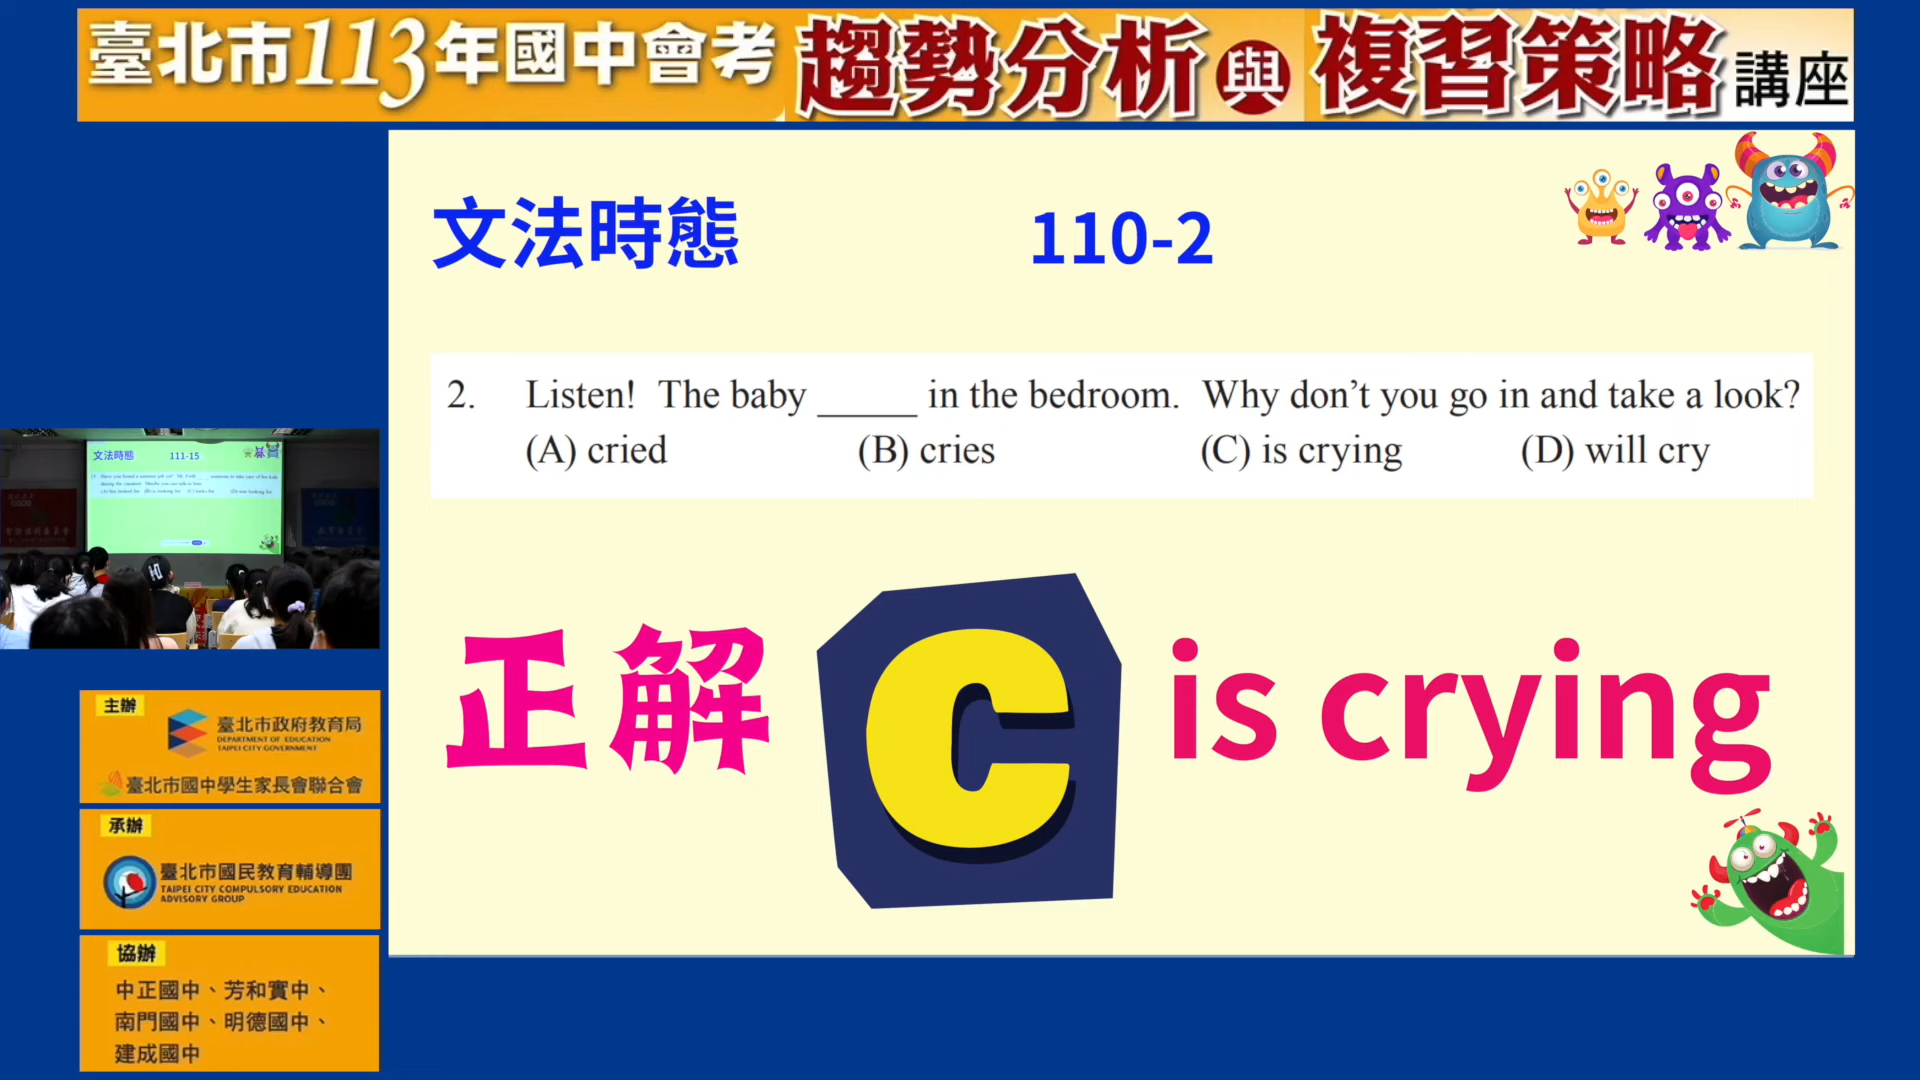 臺北市113年國中會考 趨勢分析與複習策略講座
文法時態 110-2
2. Listen! The baby _____ in the bedroom. Why don't you go in and take a look?
(A) cried (B) cries (C) is crying (D) will cry
正解 C is crying
文法時態 111-15
主辦
臺北市政府教育局
DEPARTMENT OF EDUCATION
TAIPEI CITY GOVERNMENT
臺北市國中學生家長會聯合會
承辦
臺北市國民教育輔導團
TAIPEI CITY COMPULSORY EDUCATION
ADVISORY GROUP
協辦
中正國中、芳和實中、
南門國中、明德國中、
建成國中